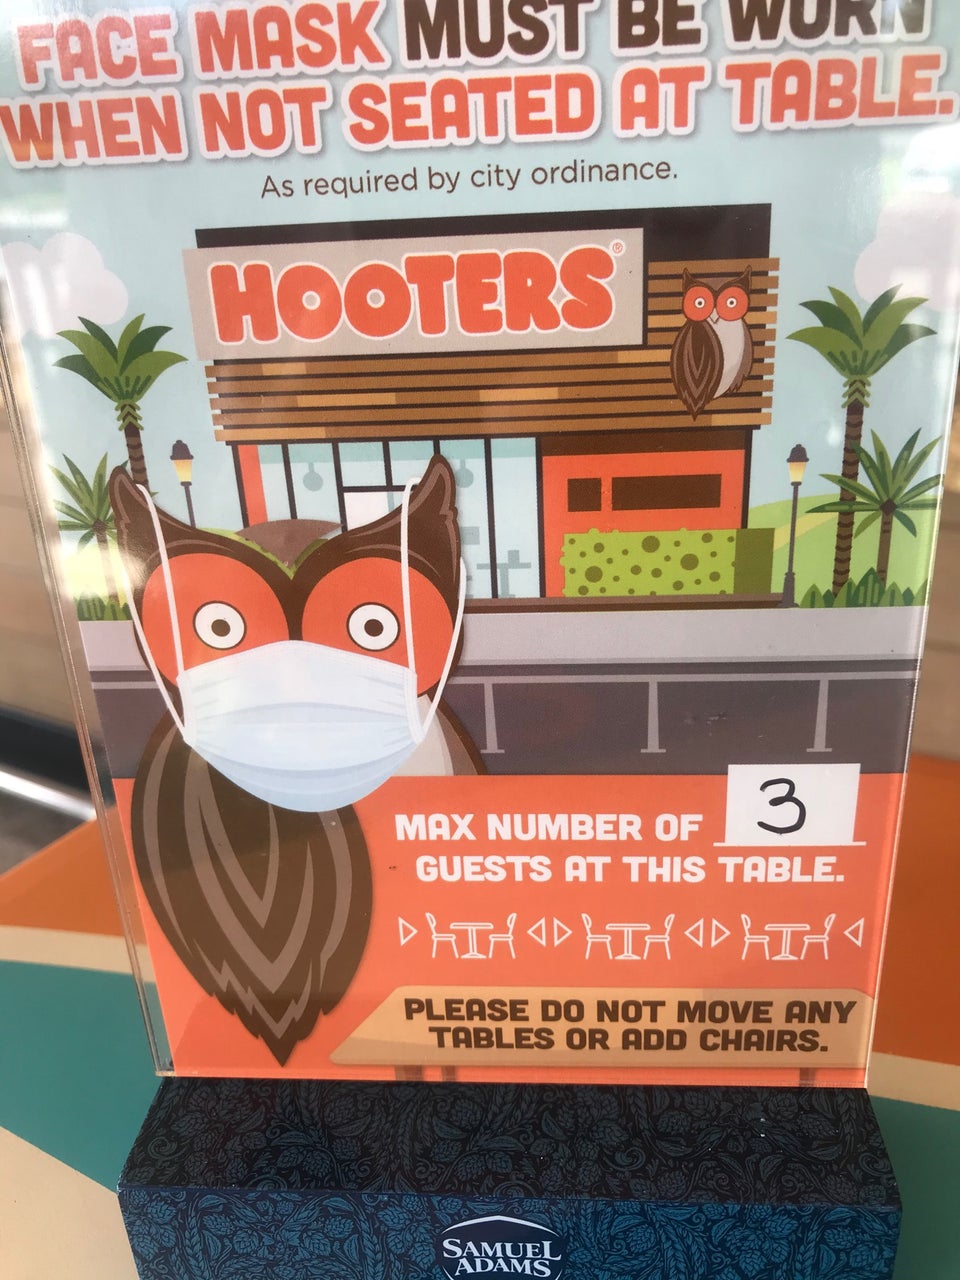 FACE MASK MUST BE WORN
WHEN NOT SEATED AT TABLE.
As required by city ordinance.
HOOTERS®
MAX NUMBER OF 3
GUESTS AT THIS TABLE.
PLEASE DO NOT MOVE ANY
TABLES OR ADD CHAIRS.
SAMUEL
ADAMS